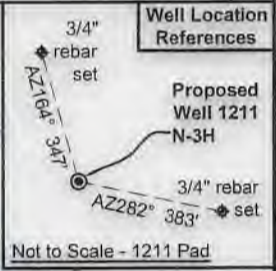 Well Location
References
3/4"
rebar
set
AZ164° 347'
Proposed
Well 1211
N-3H
3/4" rebar
set
AZ282° 383'
Not to Scale - 1211 Pad